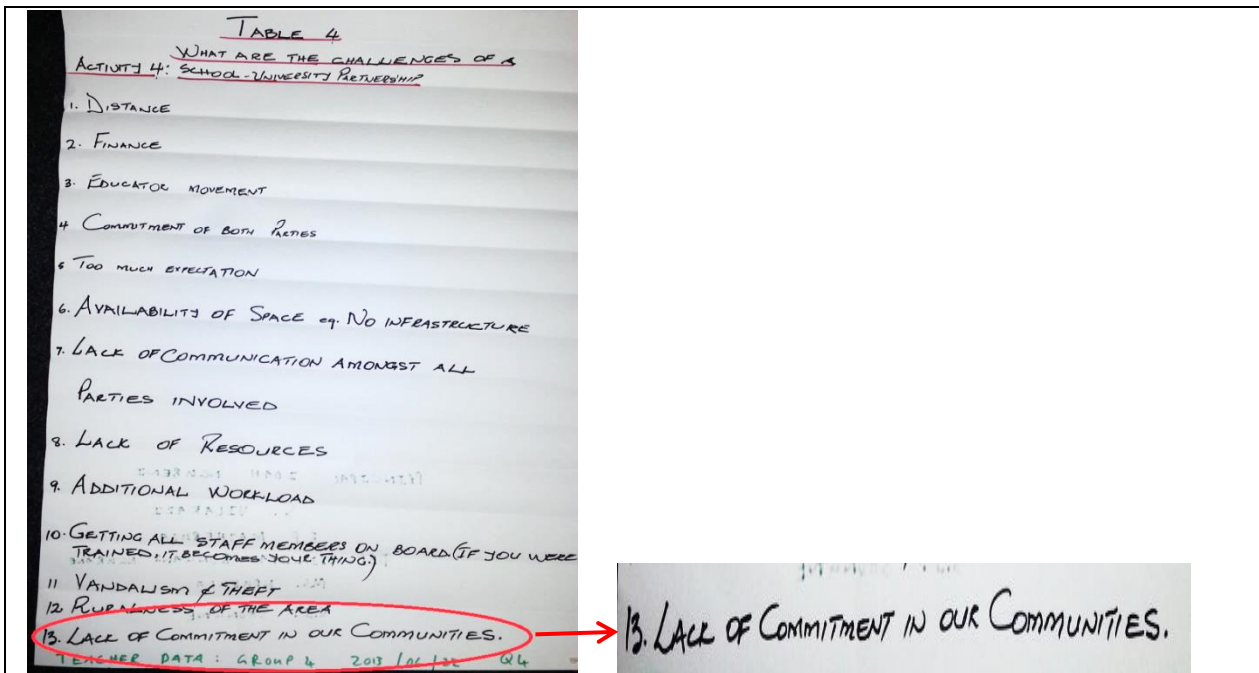 TABLE 4
WHAT ARE THE CHALLENGES OF A
ACTIVITY 4: SCHOOL-UNIVERSITY PARTNERSHIP
1. DISTANCE
2. FINANCE
3. EDUCATOR MOVEMENT
4 COMMITMENT OF BOTH PARTIES
5 TOO MUCH EXPECTATION
6. AVAILABILITY OF SPACE eg. NO INFRASTRUCTURE
7. LACK OF COMMUNICATION AMONGST ALL
PARTIES INVOLVED
8. LACK OF RESOURCES
9. ADDITIONAL WORKLOAD
10. GETTING ALL STAFF MEMBERS ON BOARD (IF YOU WERE
TRAINED, IT BECOMES YOUR THING.)
11 VANDALISM & THEFT
12 RURALNESS OF THE AREA
13. LACK OF COMMITMENT IN OUR COMMUNITIES.
TEACHER DATA: GROUP 4 2013 Q4
13. LACK OF COMMITMENT IN OUR COMMUNITIES.